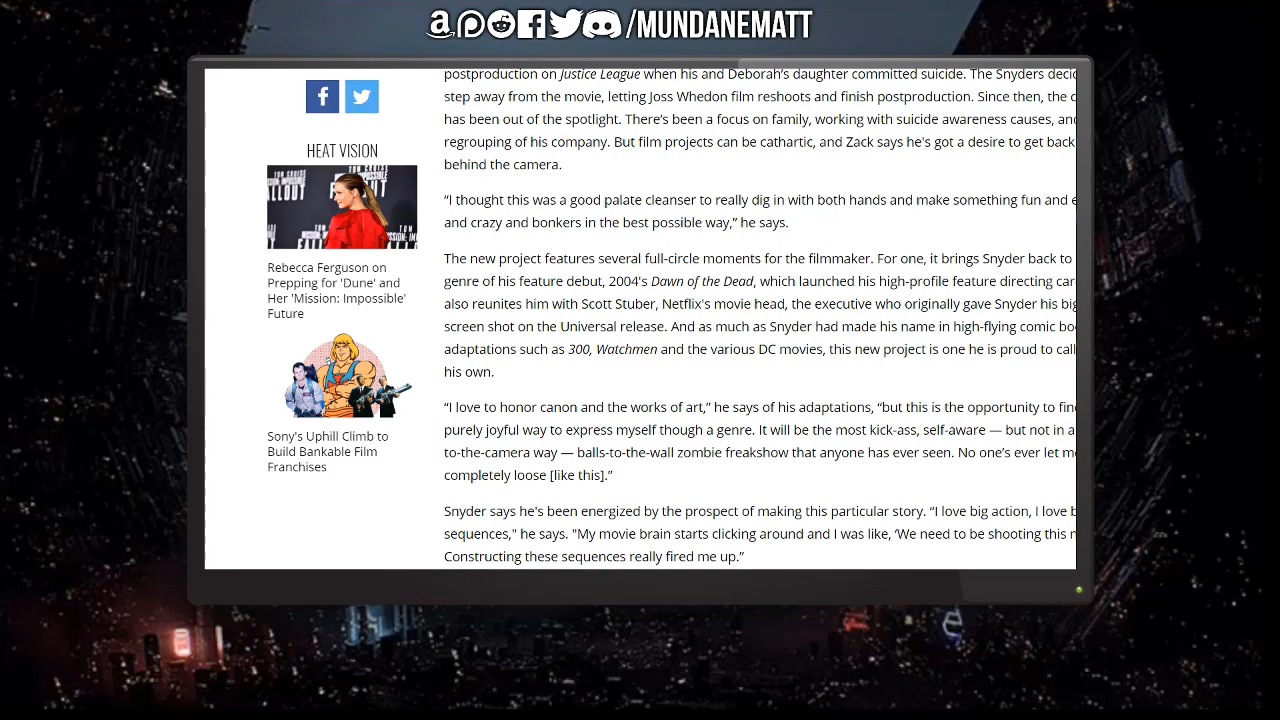 /MUNDANEMATT
postproduction on Justice League when his and Deborah’s daughter committed suicide. The Snyders
step away from the movie, letting Joss Whedon film reshoots and finish postproduction. Since then, the
has been out of the spotlight. There’s been a focus on family, working with suicide awareness causes,
regrouping of his company. But film projects can be cathartic, and Zack says he's got a desire to get back
behind the camera.
“I thought this was a good palate cleanser to really dig in with both hands and make something fun and
and crazy and bonkers in the best possible way,” he says.
The new project features several full-circle moments for the filmmaker. For one, it brings Snyder back to
genre of his feature debut, 2004's Dawn of the Dead, which launched his high-profile feature directing
also reunites him with Scott Stuber, Netflix's movie head, the executive who originally gave Snyder his
screen shot on the Universal release. And as much as Snyder had made his name in high-flying comic
adaptations such as 300, Watchmen and the various DC movies, this new project is one he is proud to call
his own.
“I love to honor canon and the works of art,” he says of his adaptations, “but this is the opportunity to
purely joyful way to express myself though a genre. It will be the most kick-ass, self-aware — but not in a
to-the-camera way — balls-to-the-wall zombie freakshow that anyone has ever seen. No one’s ever let
completely loose [like this].”
Snyder says he's been energized by the prospect of making this particular story. “I love big action, I love
sequences," he says. "My movie brain starts clicking around and I was like, ‘We need to be shooting this
Constructing these sequences really fired me up.”
HEAT VISION
Rebecca Ferguson on
Prepping for 'Dune' and
Her 'Mission: Impossible'
Future
Sony's Uphill Climb to
Build Bankable Film
Franchises